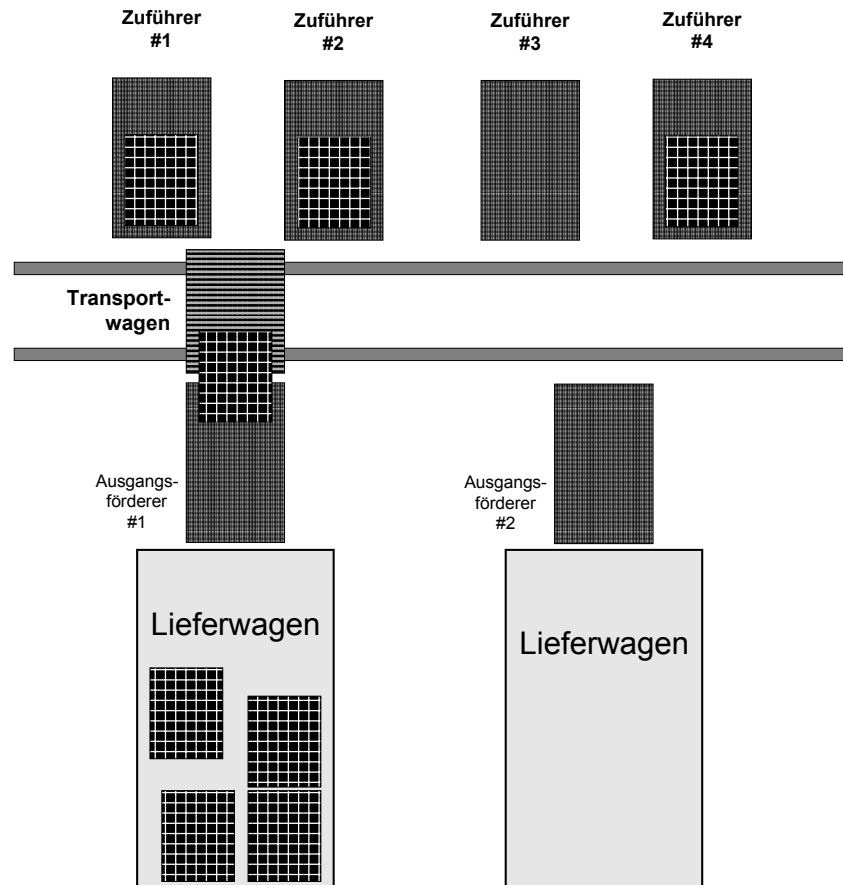 Zuführer
#1
Zuführer
#2
Zuführer
#3
Zuführer
#4
Transport-
wagen
Ausgangs-
förderer
#1
Ausgangs-
förderer
#2
Lieferwagen
Lieferwagen